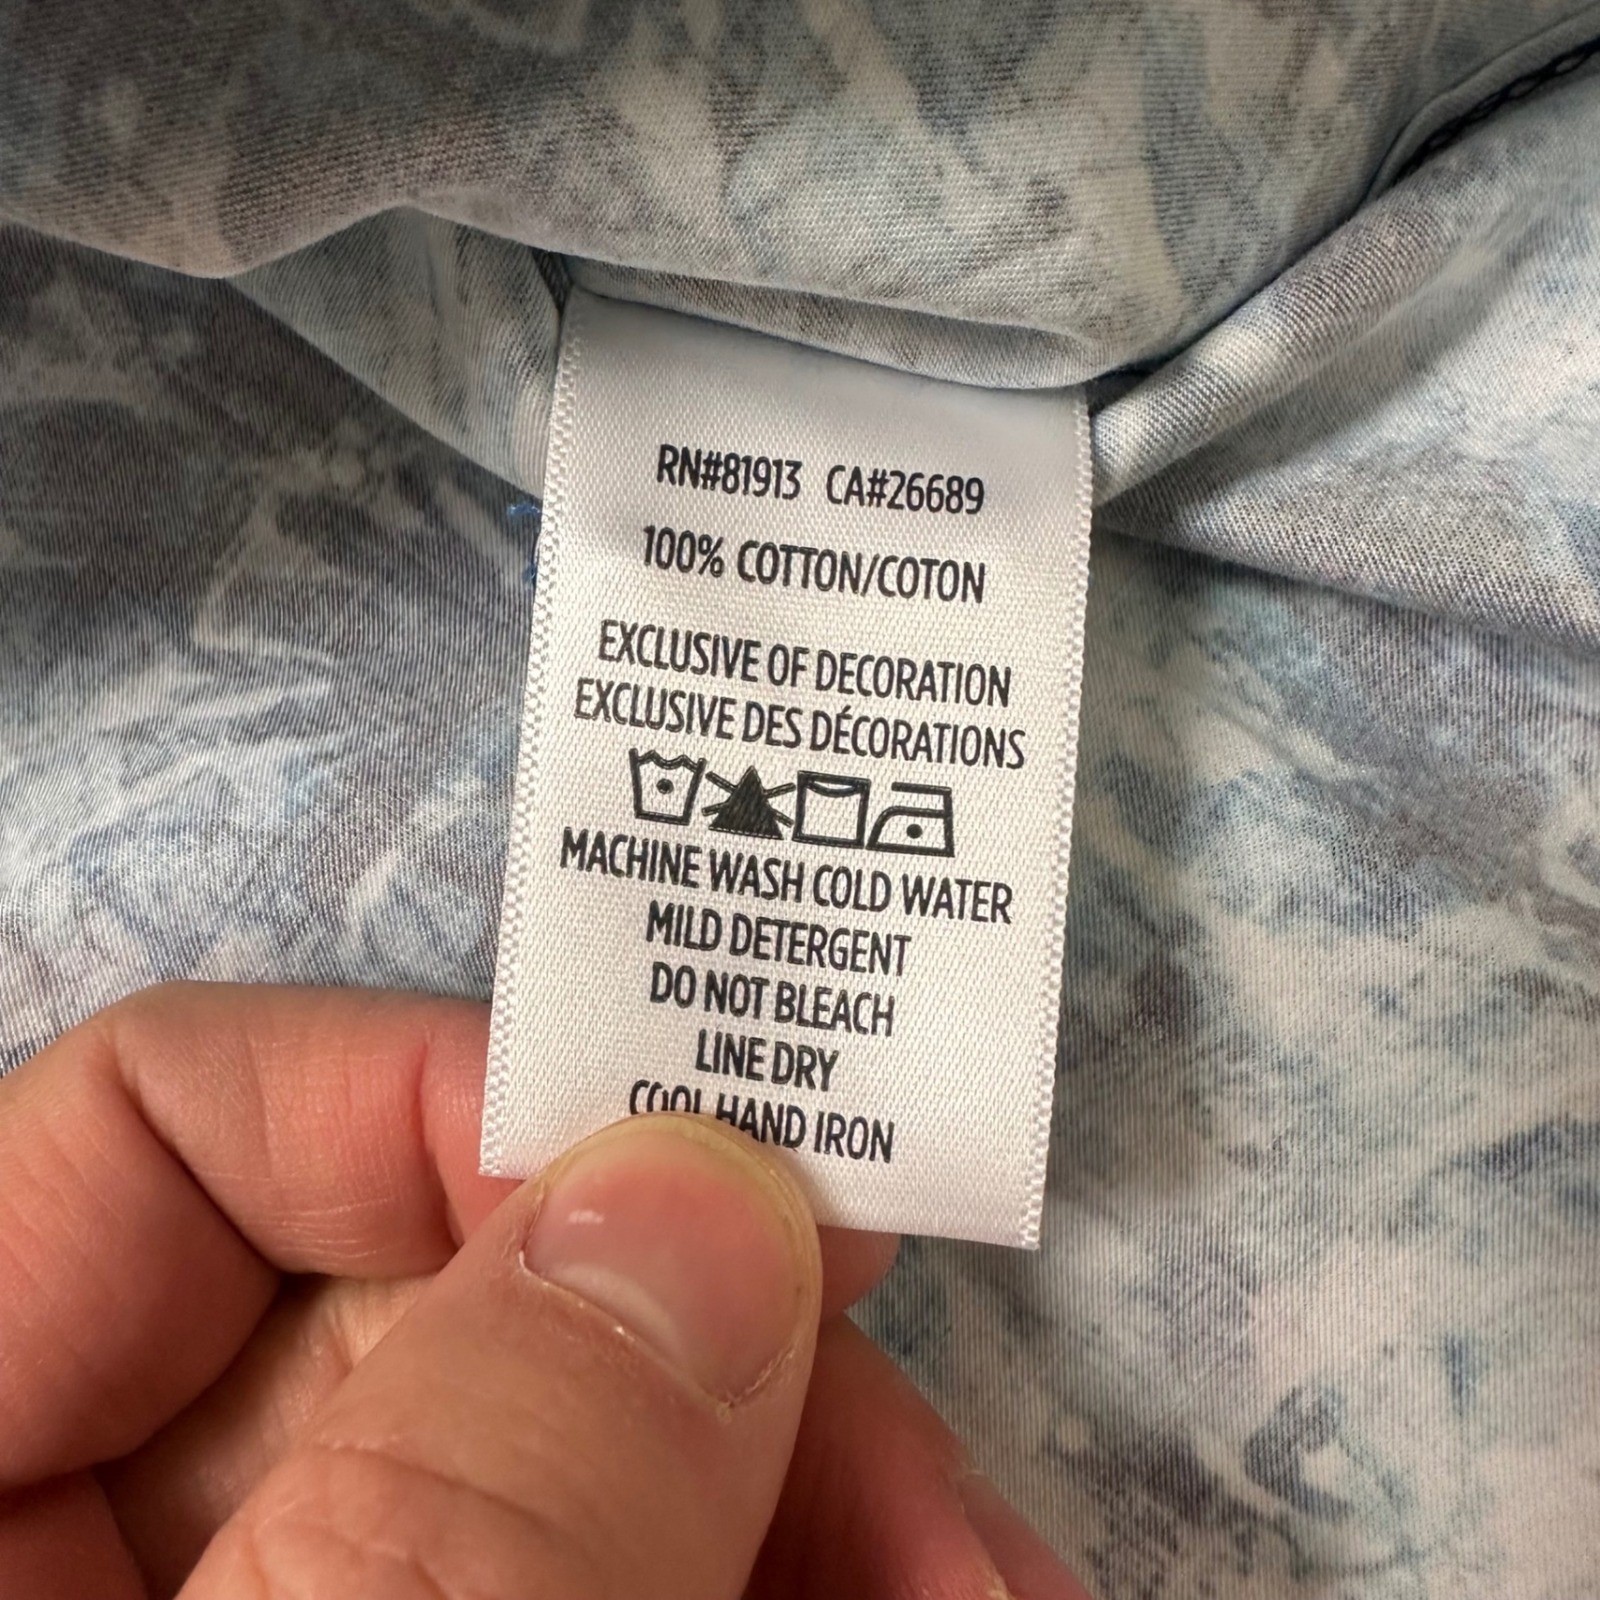 RN#81913 CA#26689
100% COTTON/COTON
EXCLUSIVE OF DECORATION
EXCLUSIVE DES DÉCORATIONS
MACHINE WASH COLD WATER
MILD DETERGENT
DO NOT BLEACH
LINE DRY
COOL HAND IRON